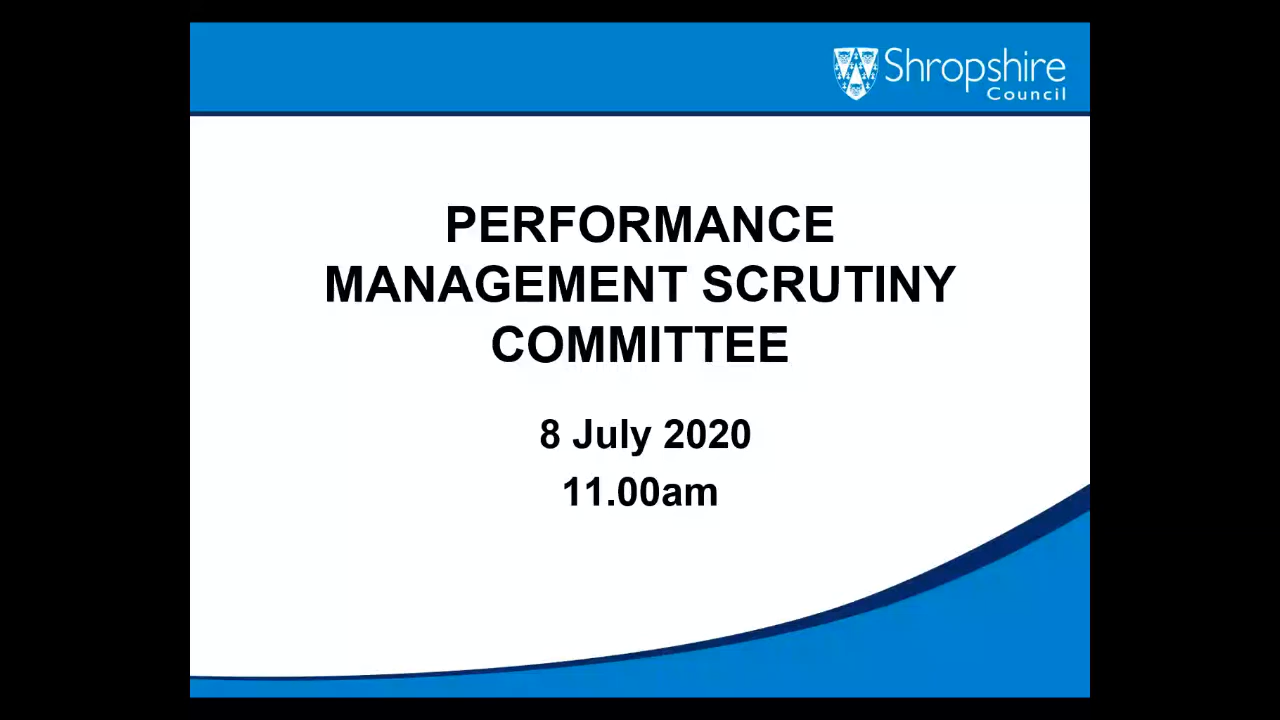 Shropshire
Council
PERFORMANCE
MANAGEMENT SCRUTINY
COMMITTEE
8 July 2020
11.00am